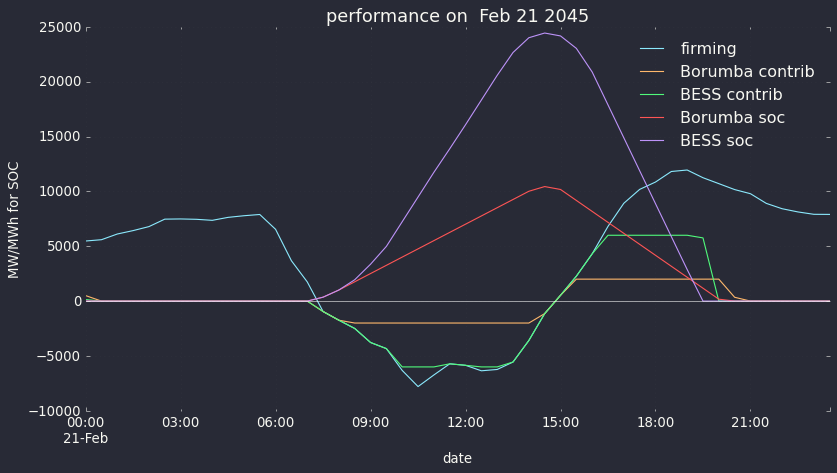 performance on  Feb 21 2045
25000
20000
15000
10000
5000
0
−5000
−10000
MW/MWh for SOC
firming
Borumba contrib
BESS contrib
Borumba soc
BESS soc
00:00 03:00 06:00 09:00 12:00 15:00 18:00 21:00
21-Feb
date